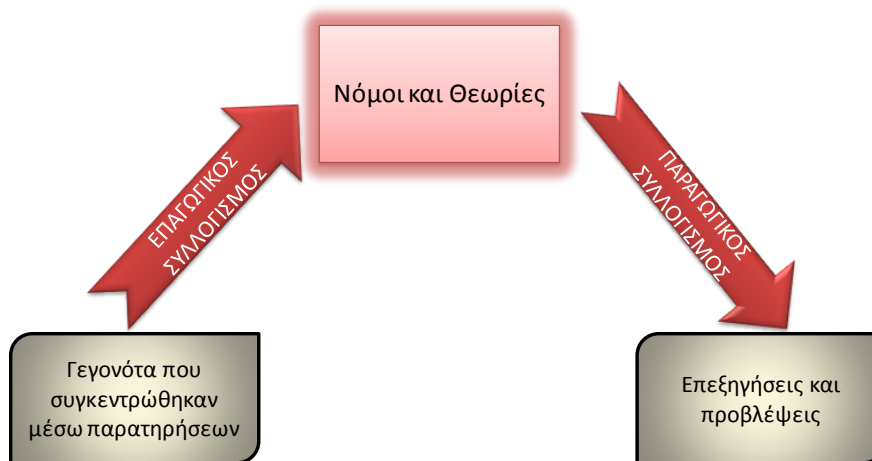 Νόμοι και Θεωρίες
ΕΠΑΓΩΓΙΚΟΣ
ΣΥΛΛΟΓΙΣΜΟΣ
ΠΑΡΑΓΩΓΙΚΟΣ
ΣΥΛΛΟΓΙΣΜΟΣ
Γεγονότα που
συγκεντρώθηκαν
μέσω παρατηρήσεων
Επεξηγήσεις και
προβλέψεις